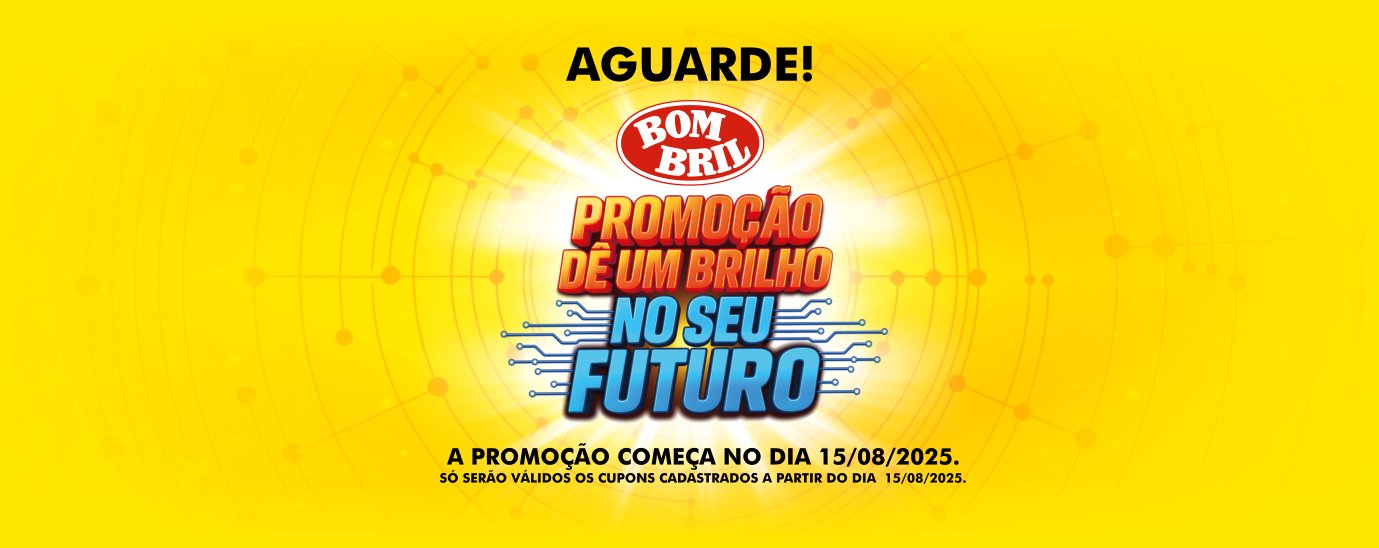 AGUARDE!
BOM
BRIL
PROMOÇÃO
DÊ UM BRILHO
NO SEU
FUTURO
A PROMOÇÃO COMEÇA NO DIA 15/08/2025.
SÓ SERÃO VÁLIDOS OS CUPONS CADASTRADOS A PARTIR DO DIA 15/08/2025.